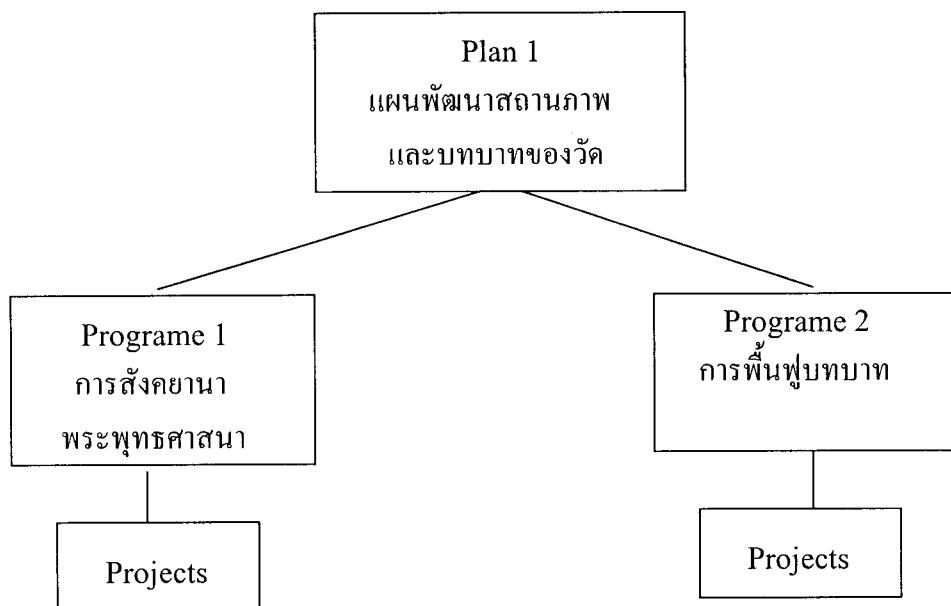 Plan 1
แผนพัฒนาสถานภาพ
และบทบาทของวัด
Programe 1
การสังคยานา
พระพุทธศาสนา
Programe 2
การพื้นฟูบทบาท
Projects
Projects